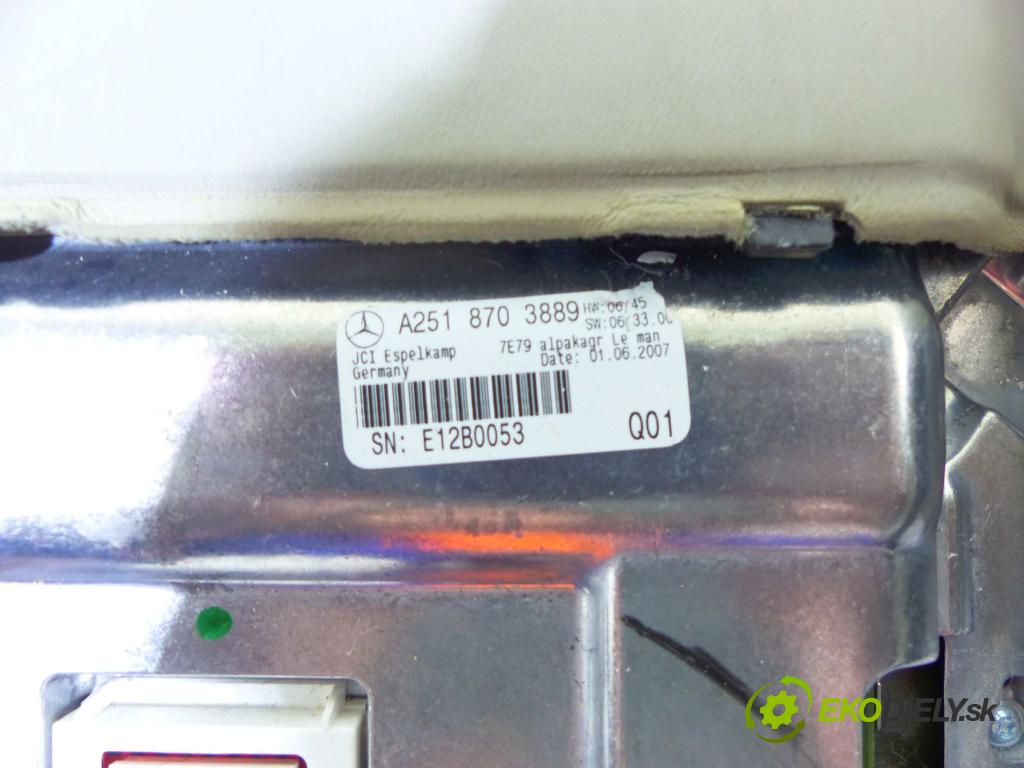 A251 870 3889 HW:06/45
SW:06/33.00
JCI Espelkamp 7E79 alpakagr Le man
Germany Date: 01.06.2007
SN: E12B0053 Q01
EKODIELY.sk